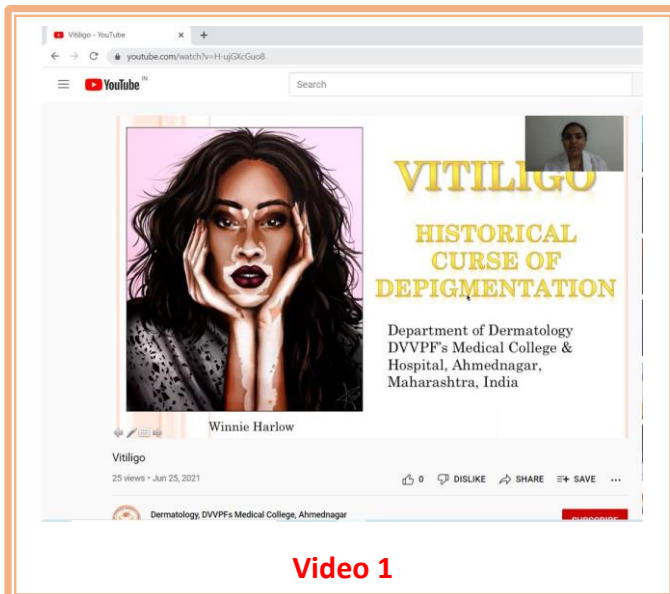 Vitiligo - YouTube
youtube.com/watch?v=H-ujGXcGuo8
YouTube IN
Search
VITILIGO
HISTORICAL
CURSE OF
DEPIGMENTATION
Department of Dermatology
DVVPF's Medical College &
Hospital, Ahmednagar,
Maharashtra, India
Winnie Harlow
Vitiligo
25 views • Jun 25, 2021
0 DISLIKE SHARE SAVE
Dermatology, DVVPFs Medical College, Ahmednagar
SUBSCRIBE
Video 1